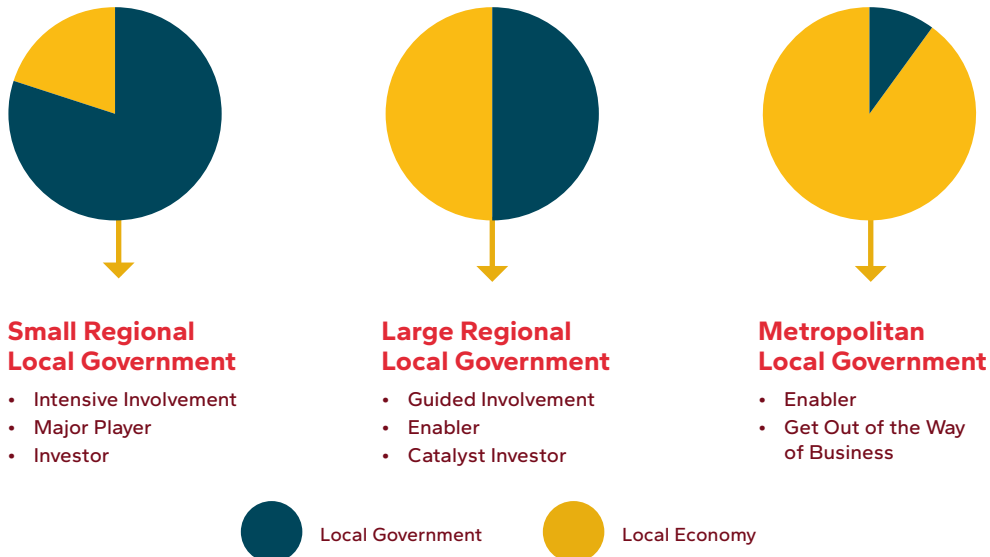 Small Regional
Local Government
• Intensive Involvement
• Major Player
• Investor
Large Regional
Local Government
• Guided Involvement
• Enabler
• Catalyst Investor
Metropolitan
Local Government
• Enabler
• Get Out of the Way
of Business
Local Government
Local Economy